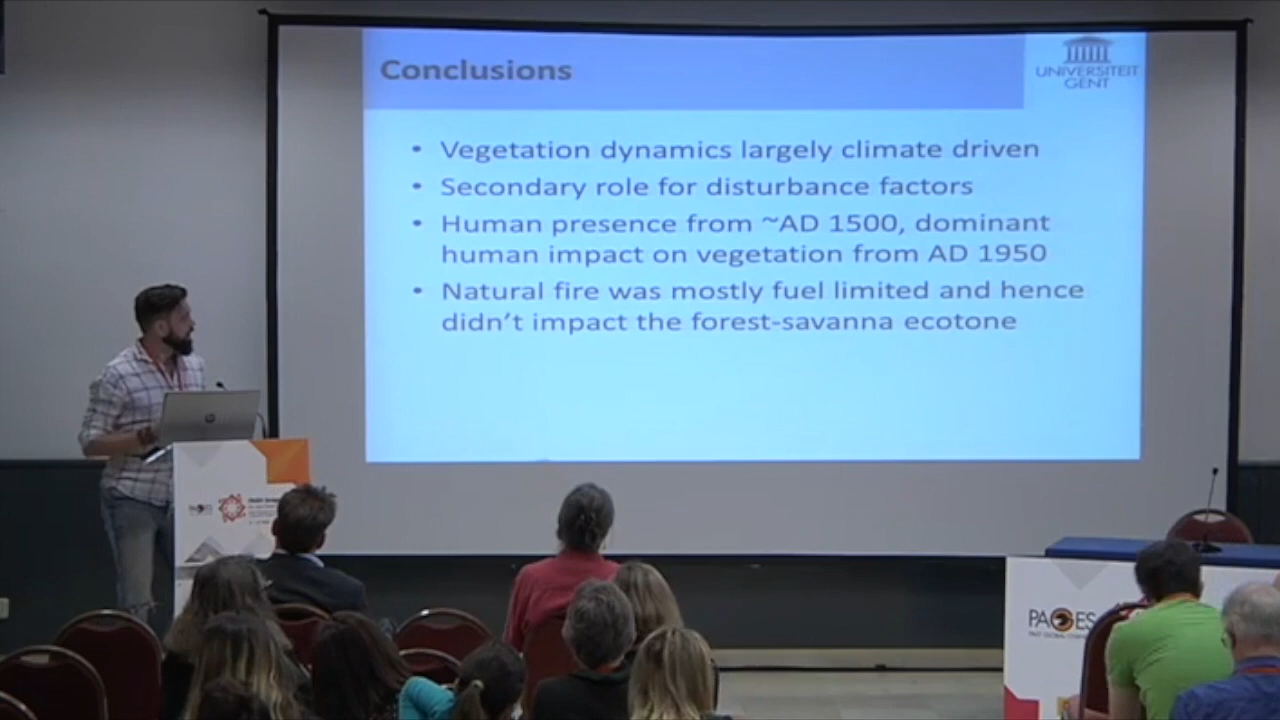 Conclusions
UNIVERSITEIT
GENT
• Vegetation dynamics largely climate driven
• Secondary role for disturbance factors
• Human presence from ~AD 1500, dominant
human impact on vegetation from AD 1950
• Natural fire was mostly fuel limited and hence
didn't impact the forest-savanna ecotone
hp
PAGES
PAGES